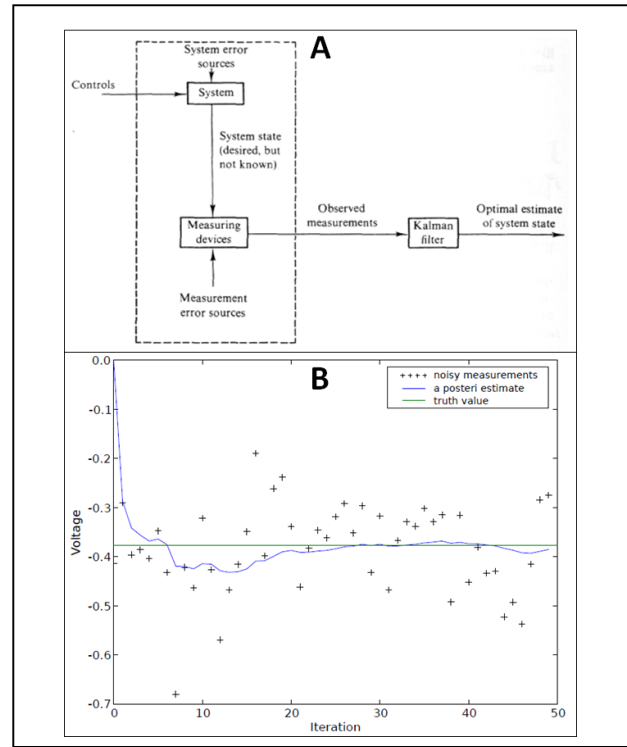 A
System error
sources
Controls
System
System state
(desired, but
not known)
Observed
measurements
Optimal estimate
of system state
Measuring
devices
Kalman
filter
Measurement
error sources
B
++++ noisy measurements
a posteri estimate
truth value
0.0
-0.1
-0.2
-0.3
-0.4
-0.5
-0.6
-0.7
Voltage
0
10
20
30
40
50
Iteration